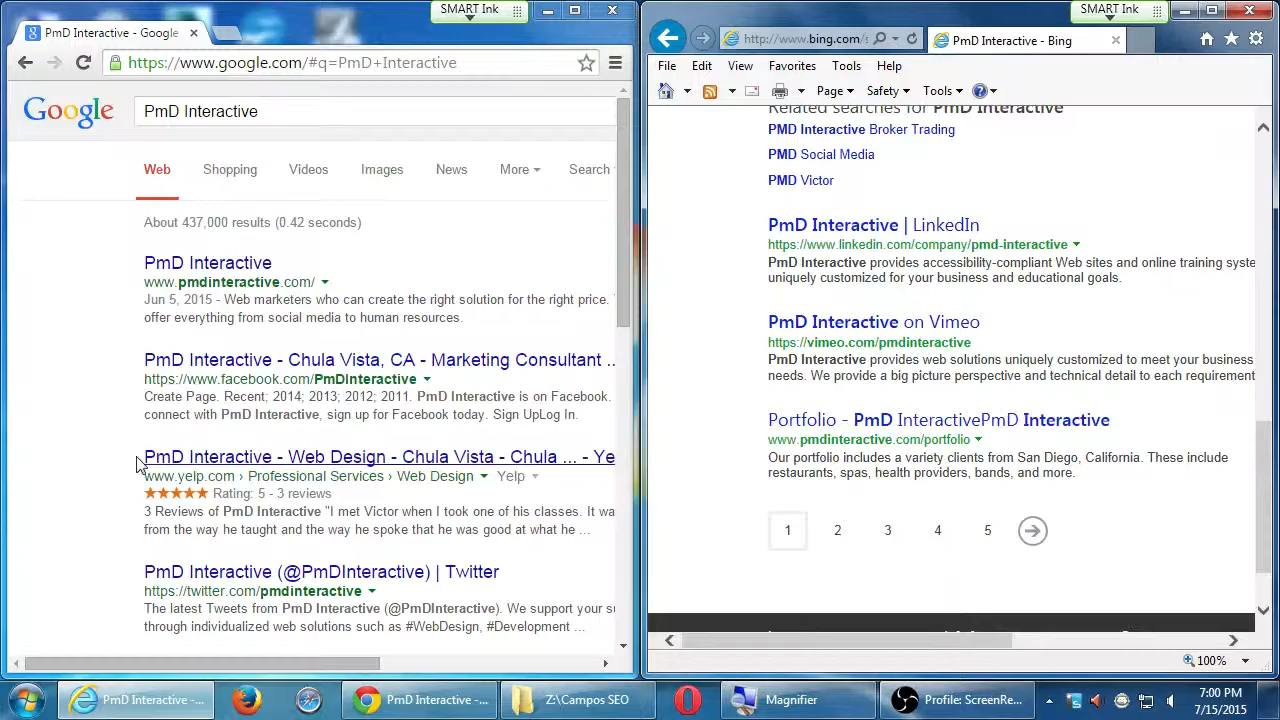 SMART Ink
PmD Interactive - Google
https://www.google.com/#q=PmD+Interactive
Google
PmD Interactive
Web Shopping Videos Images News More Search
About 437,000 results (0.42 seconds)
PmD Interactive
www.pmdinteractive.com/
Jun 5, 2015 - Web marketers who can create the right solution for the right price.
offer everything from social media to human resources.
PmD Interactive - Chula Vista, CA - Marketing Consultant ...
https://www.facebook.com/PmDInteractive
Create Page. Recent; 2014; 2013; 2012; 2011. PmD Interactive is on Facebook.
connect with PmD Interactive, sign up for Facebook today. Sign UpLog In.
PmD Interactive - Web Design - Chula Vista - Chula ... - Ye
www.yelp.com › Professional Services › Web Design Yelp
Rating: 5 - 3 reviews
3 Reviews of PmD Interactive "I met Victor when I took one of his classes. It wa
from the way he taught and the way he spoke that he was good at what he ...
PmD Interactive (@PmDInteractive) | Twitter
https://twitter.com/pmdinteractive
The latest Tweets from PmD Interactive (@PmDInteractive). We support your su
through individualized web solutions such as #WebDesign, #Development ...
SMART Ink
http://www.bing.com/s
PmD Interactive - Bing
File Edit View Favorites Tools Help
Page Safety Tools
Related searches for PmD Interactive
PMD Interactive Broker Trading
PMD Social Media
PMD Victor
PmD Interactive | LinkedIn
https://www.linkedin.com/company/pmd-interactive
PmD Interactive provides accessibility-compliant Web sites and online training syste
uniquely customized for your business and educational goals.
PmD Interactive on Vimeo
https://vimeo.com/pmdinteractive
PmD Interactive provides web solutions uniquely customized to meet your business
needs. We provide a big picture perspective and technical detail to each requirement
Portfolio - PmD InteractivePmD Interactive
www.pmdinteractive.com/portfolio
Our portfolio includes a variety clients from San Diego, California. These include
restaurants, spas, health providers, bands, and more.
1 2 3 4 5
100%
PmD Interactive -... PmD Interactive -... Z:\Campos SEO Magnifier Profile: ScreenRe...
7:00 PM
7/15/2015